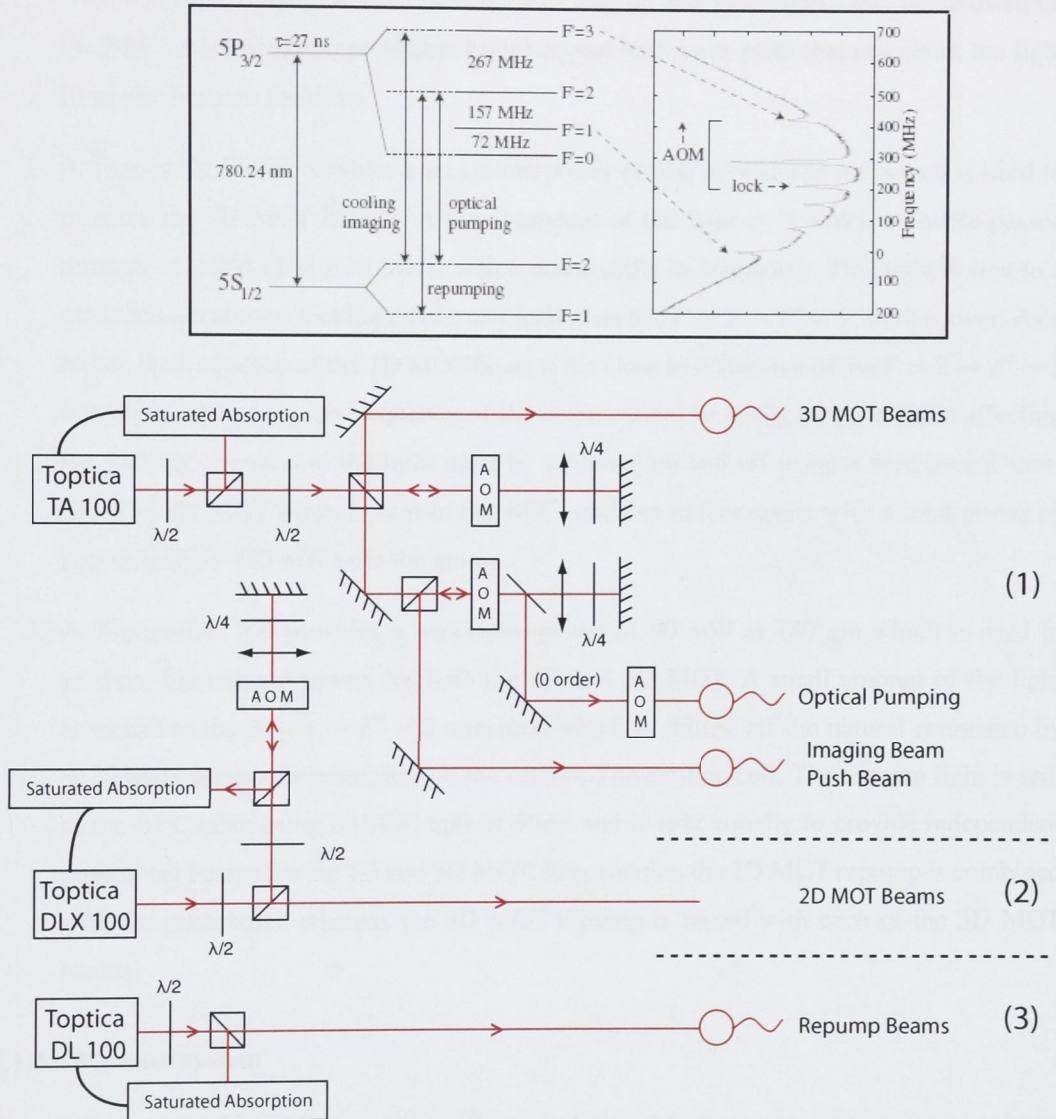 5P
3/2
τ=27 ns
780.24 nm
5S
1/2
267 MHz
157 MHz
72 MHz
F'=3
F'=2
F'=1
F'=0
cooling
imaging
optical
pumping
repumping
F=2
F=1
AOM
lock
700
600
500
400
300
200
100
0
100
200
Frequency (MHz)
Saturated Absorption
Toptica
TA 100
λ/2
λ/2
AOM
λ/4
3D MOT Beams
AOM
λ/4
(1)
λ/4
AOM
(0 order)
AOM
Optical Pumping
Imaging Beam
Push Beam
Saturated Absorption
λ/2
Toptica
DLX 100
λ/2
2D MOT Beams
(2)
λ/2
Toptica
DL 100
Repump Beams
(3)
Saturated Absorption